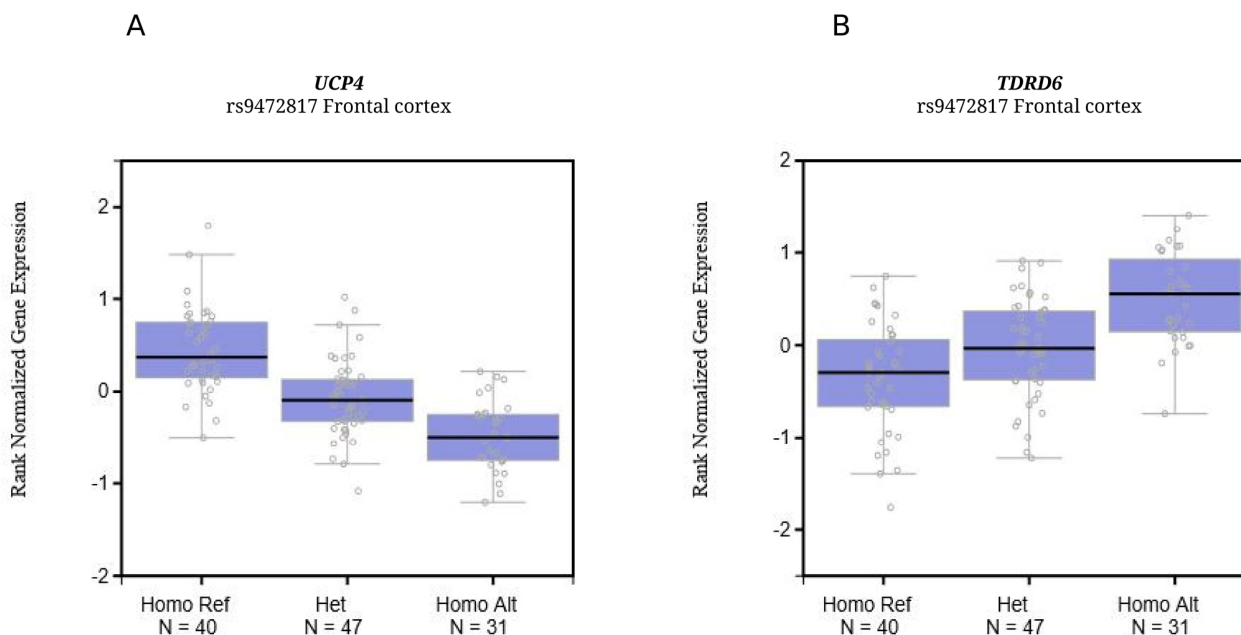 A
UCP4
rs9472817 Frontal cortex
Rank Normalized Gene Expression
2
1
0
-1
-2
Homo Ref
N = 40
Het
N = 47
Homo Alt
N = 31
B
TDRD6
rs9472817 Frontal cortex
Rank Normalized Gene Expression
2
1
0
-1
-2
Homo Ref
N = 40
Het
N = 47
Homo Alt
N = 31